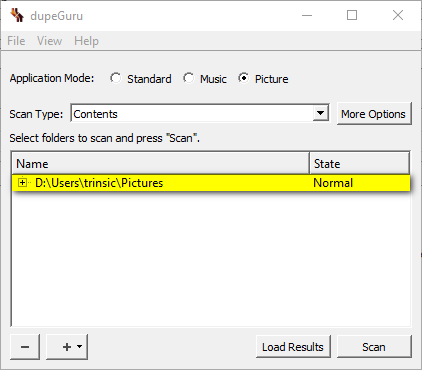 dupeGuru
File View Help
Application Mode: Standard Music Picture
Scan Type: Contents More Options
Select folders to scan and press "Scan".
Name State
D:\Users\trinsic\Pictures Normal
Load Results Scan